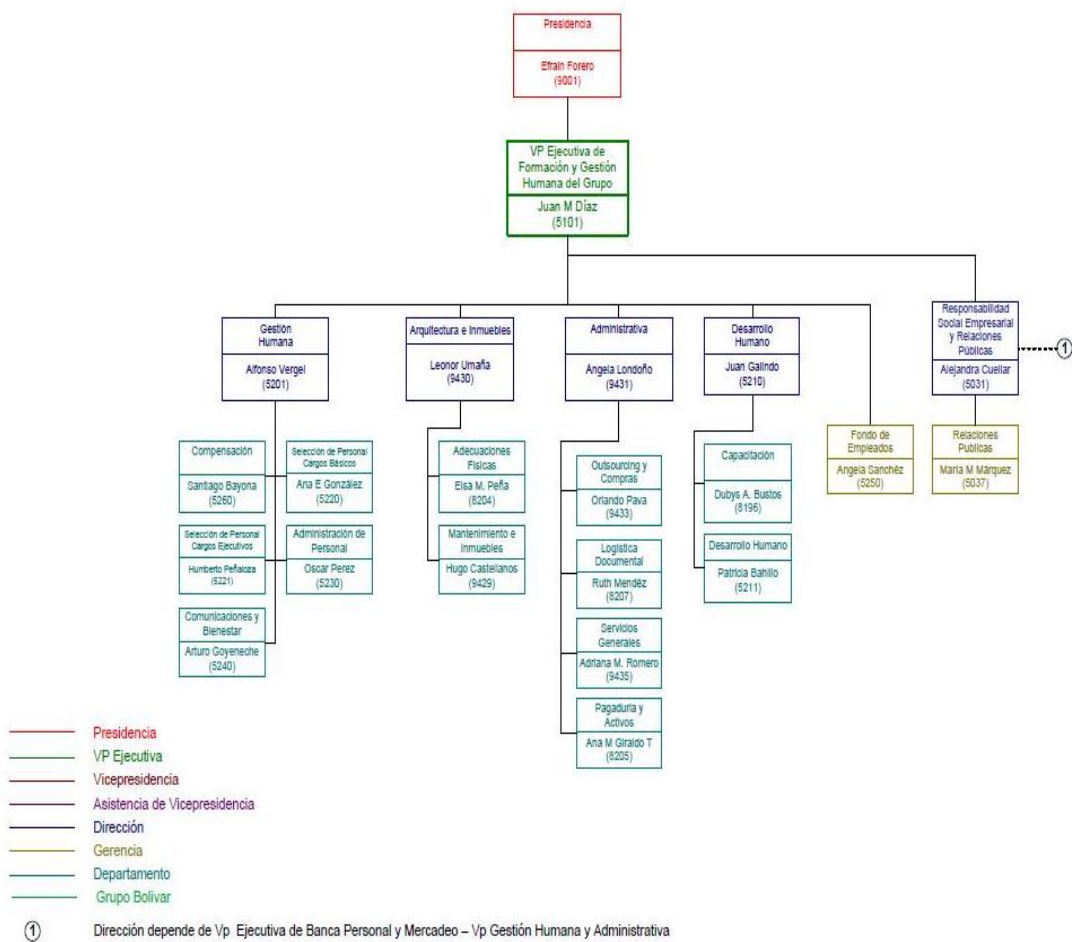 Presidencia
Efraín Forero
(9001)
VP Ejecutiva de
Formación y Gestión
Humana del Grupo
Juan M Díaz
(5101)
Gestión
Humana
Alfonso Vergel
(5201)
Arquitectura e Inmuebles
Leonor Umaña
(9430)
Administrativa
Angela Londoño
(9431)
Desarrollo
Humano
Juan Galindo
(5210)
Responsabilidad
Social Empresarial
y Relaciones
Públicas
Alejandra Cuellar
(5031)
1
Compensación
Santiago Bayona
(5260)
Selección de Personal
Cargos Básicos
Ana E González
(5220)
Selección de Personal
Cargos Ejecutivos
Humberto Peñaloza
(5221)
Administración de
Personal
Oscar Perez
(5230)
Comunicaciones y
Bienestar
Arturo Goyeneche
(5240)
Adecuaciones
Físicas
Elsa M. Peña
(8204)
Mantenimiento e
Inmuebles
Hugo Castellanos
(9429)
Outsourcing y
Compras
Orlando Pava
(9433)
Logística
Documental
Ruth Mendéz
(8207)
Servicios
Generales
Adriana M. Romero
(9435)
Pagaduria y
Activos
Ana M Giraldo T
(8205)
Capacitación
Dubys A. Bustos
(8196)
Desarrollo Humano
Patricia Bahillo
(5211)
Fondo de
Empleados
Angela Sanchéz
(5250)
Relaciones
Publicas
María M Márquez
(5037)
Presidencia
VP Ejecutiva
Vicepresidencia
Asistencia de Vicepresidencia
Dirección
Gerencia
Departamento
Grupo Bolivar
1 Dirección depende de Vp Ejecutiva de Banca Personal y Mercadeo – Vp Gestión Humana y Administrativa